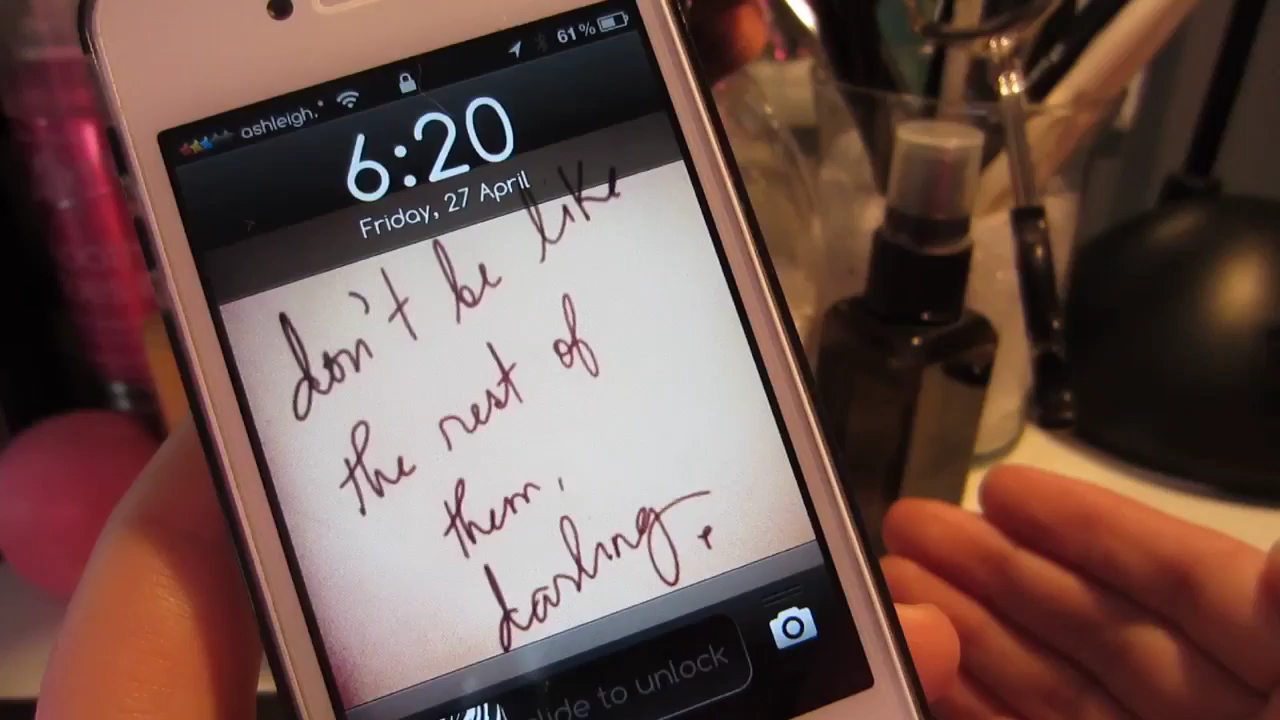 ashleigh. 61%
6:20
Friday, 27 April
don't be like
the rest of
them,
darling.
slide to unlock